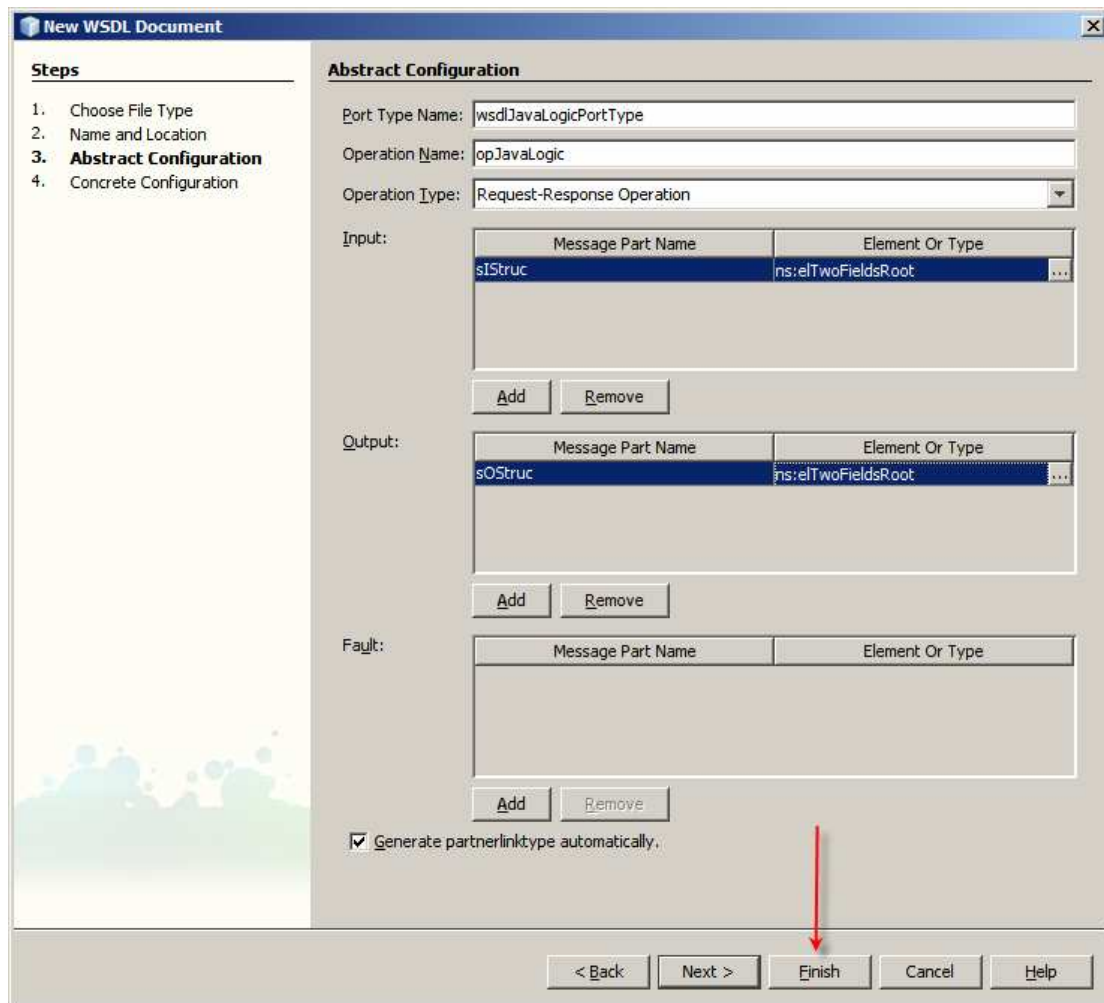 New WSDL Document
Steps
1. Choose File Type
2. Name and Location
3. Abstract Configuration
4. Concrete Configuration
Abstract Configuration
Port Type Name: wsdlJavaLogicPortType
Operation Name: opJavaLogic
Operation Type: Request-Response Operation
Input:
Message Part Name Element Or Type
sIStruc ns:elTwoFieldsRoot ...
Add Remove
Output:
Message Part Name Element Or Type
sOStruc ns:elTwoFieldsRoot ...
Add Remove
Fault:
Message Part Name Element Or Type
Add Remove
Generate partnerlinktype automatically.
< Back Next > Finish Cancel Help